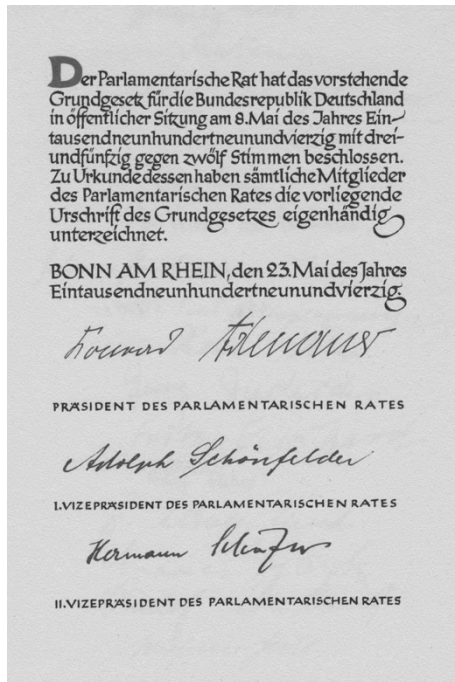 Der Parlamentarische Rat hat das vorstehende
Grundgesetz für die Bundesrepublik Deutschland
in öffentlicher Sitzung am 8. Mai des Jahres Ein-
tausendneunhundertneunundvierzig mit drei-
undfünfzig gegen zwölf Stimmen beschlossen.
Zu Urkunde dessen haben sämtliche Mitglieder
des Parlamentarischen Rates die vorliegende
Urschrift des Grundgesetzes eigenhändig
unterzeichnet.
BONN AM RHEIN, den 23. Mai des Jahres
Eintausendneunhundertneunundvierzig.
Konrad Adenauer
PRÄSIDENT DES PARLAMENTARISCHEN RATES
Adolph Schönfelder
I. VIZEPRÄSIDENT DES PARLAMENTARISCHEN RATES
Hermann Schäfer
II. VIZEPRÄSIDENT DES PARLAMENTARISCHEN RATES